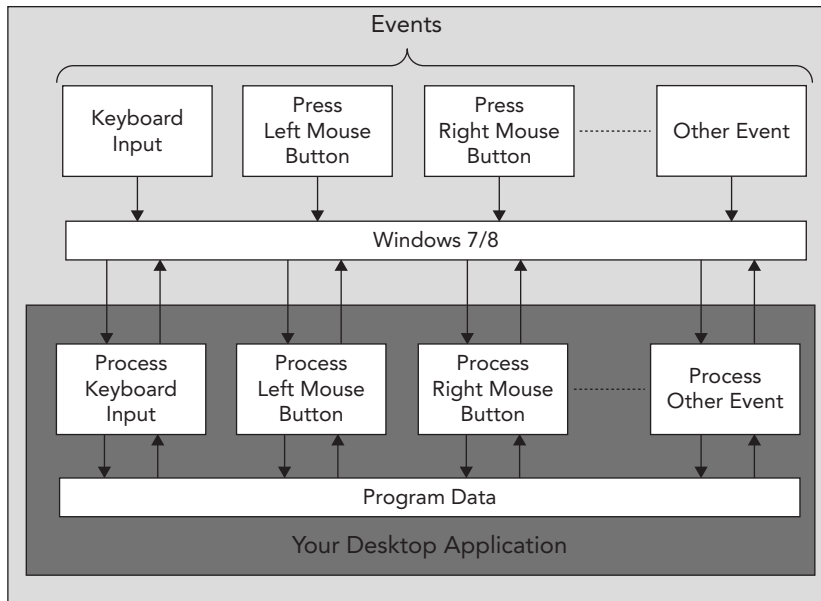 Events
Keyboard
Input
Press
Left Mouse
Button
Press
Right Mouse
Button
Other Event
Windows 7/8
Process
Keyboard
Input
Process
Left Mouse
Button
Process
Right Mouse
Button
Process
Other Event
Program Data
Your Desktop Application